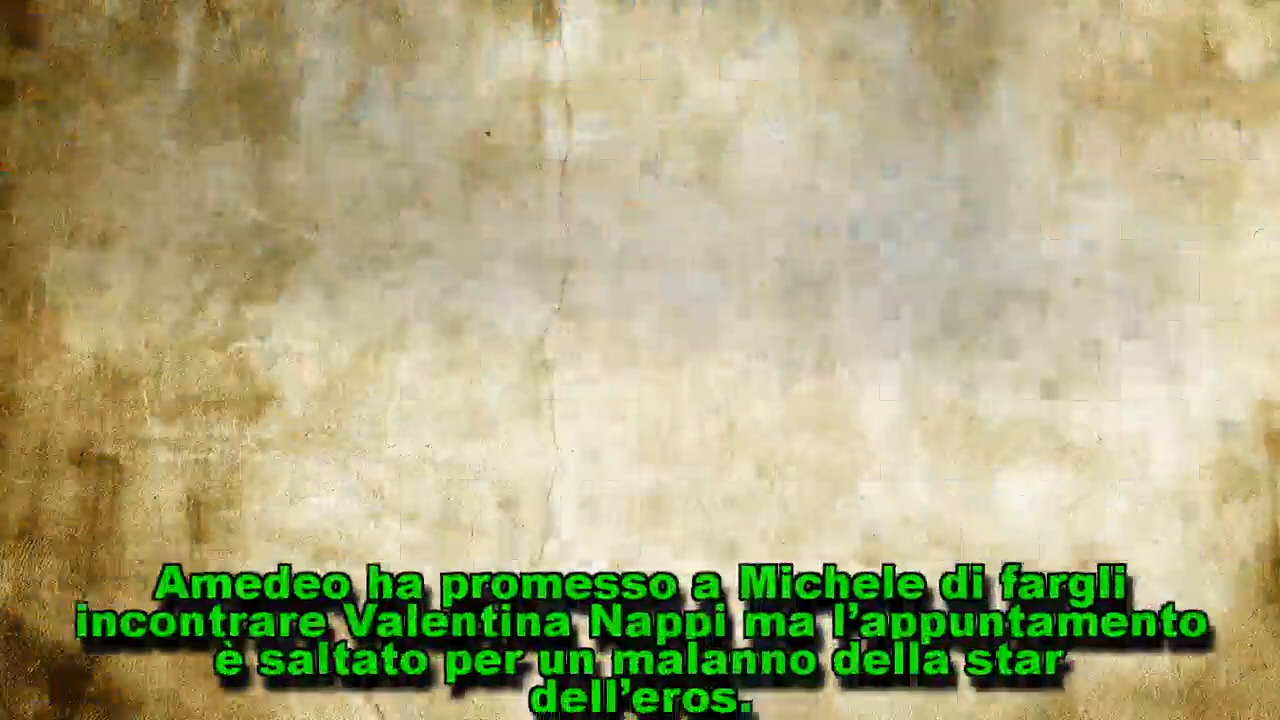 Amedeo ha promesso a Michele di fargli
incontrare Valentina Nappi ma l’appuntamento
è saltato per un malanno della star
dell’eros.